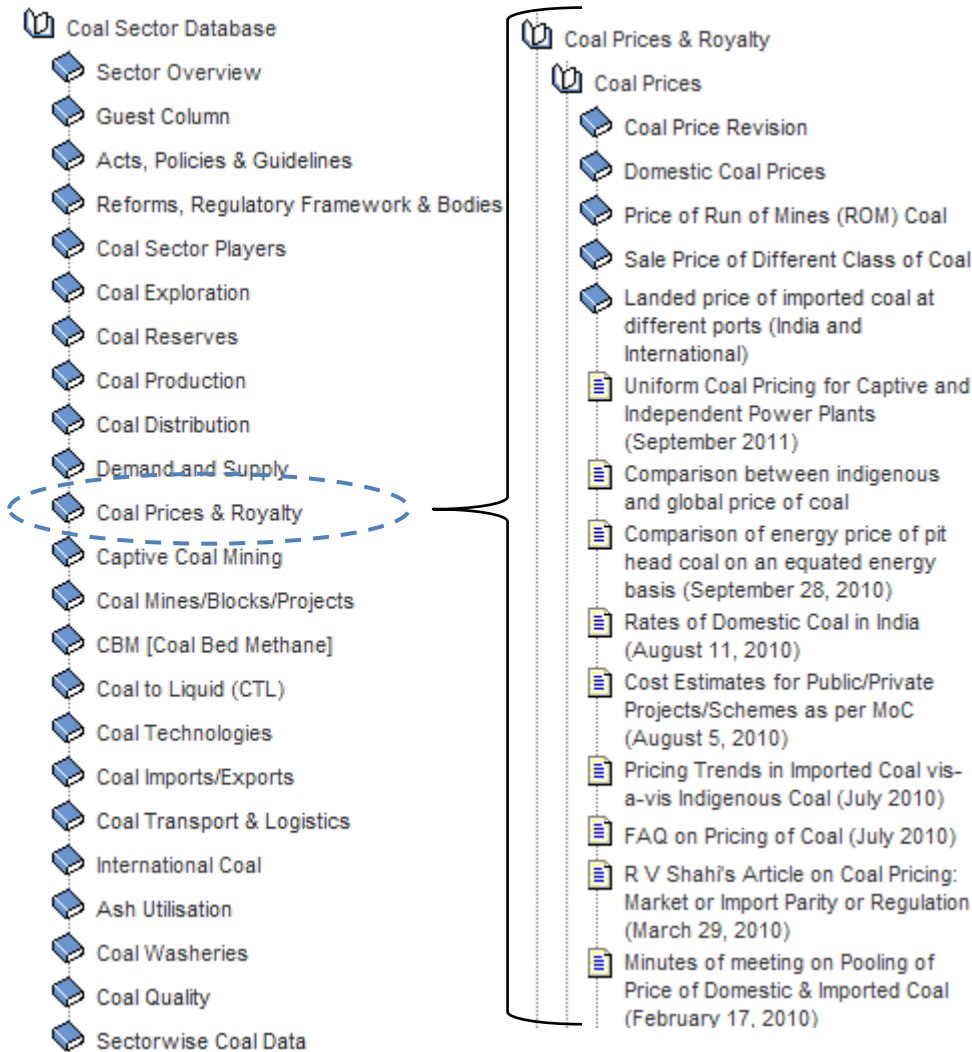 Coal Sector Database
Sector Overview
Guest Column
Acts, Policies & Guidelines
Reforms, Regulatory Framework & Bodies
Coal Sector Players
Coal Exploration
Coal Reserves
Coal Production
Coal Distribution
Demand and Supply
Coal Prices & Royalty
Captive Coal Mining
Coal Mines/Blocks/Projects
CBM [Coal Bed Methane]
Coal to Liquid (CTL)
Coal Technologies
Coal Imports/Exports
Coal Transport & Logistics
International Coal
Ash Utilisation
Coal Washeries
Coal Quality
Sectorwise Coal Data
Coal Prices & Royalty
Coal Prices
Coal Price Revision
Domestic Coal Prices
Price of Run of Mines (ROM) Coal
Sale Price of Different Class of Coal
Landed price of imported coal at
different ports (India and
International)
Uniform Coal Pricing for Captive and
Independent Power Plants
(September 2011)
Comparison between indigenous
and global price of coal
Comparison of energy price of pit
head coal on an equated energy
basis (September 28, 2010)
Rates of Domestic Coal in India
(August 11, 2010)
Cost Estimates for Public/Private
Projects/Schemes as per MoC
(August 5, 2010)
Pricing Trends in Imported Coal vis-
a-vis Indigenous Coal (July 2010)
FAQ on Pricing of Coal (July 2010)
R V Shahi's Article on Coal Pricing:
Market or Import Parity or Regulation
(March 29, 2010)
Minutes of meeting on Pooling of
Price of Domestic & Imported Coal
(February 17, 2010)